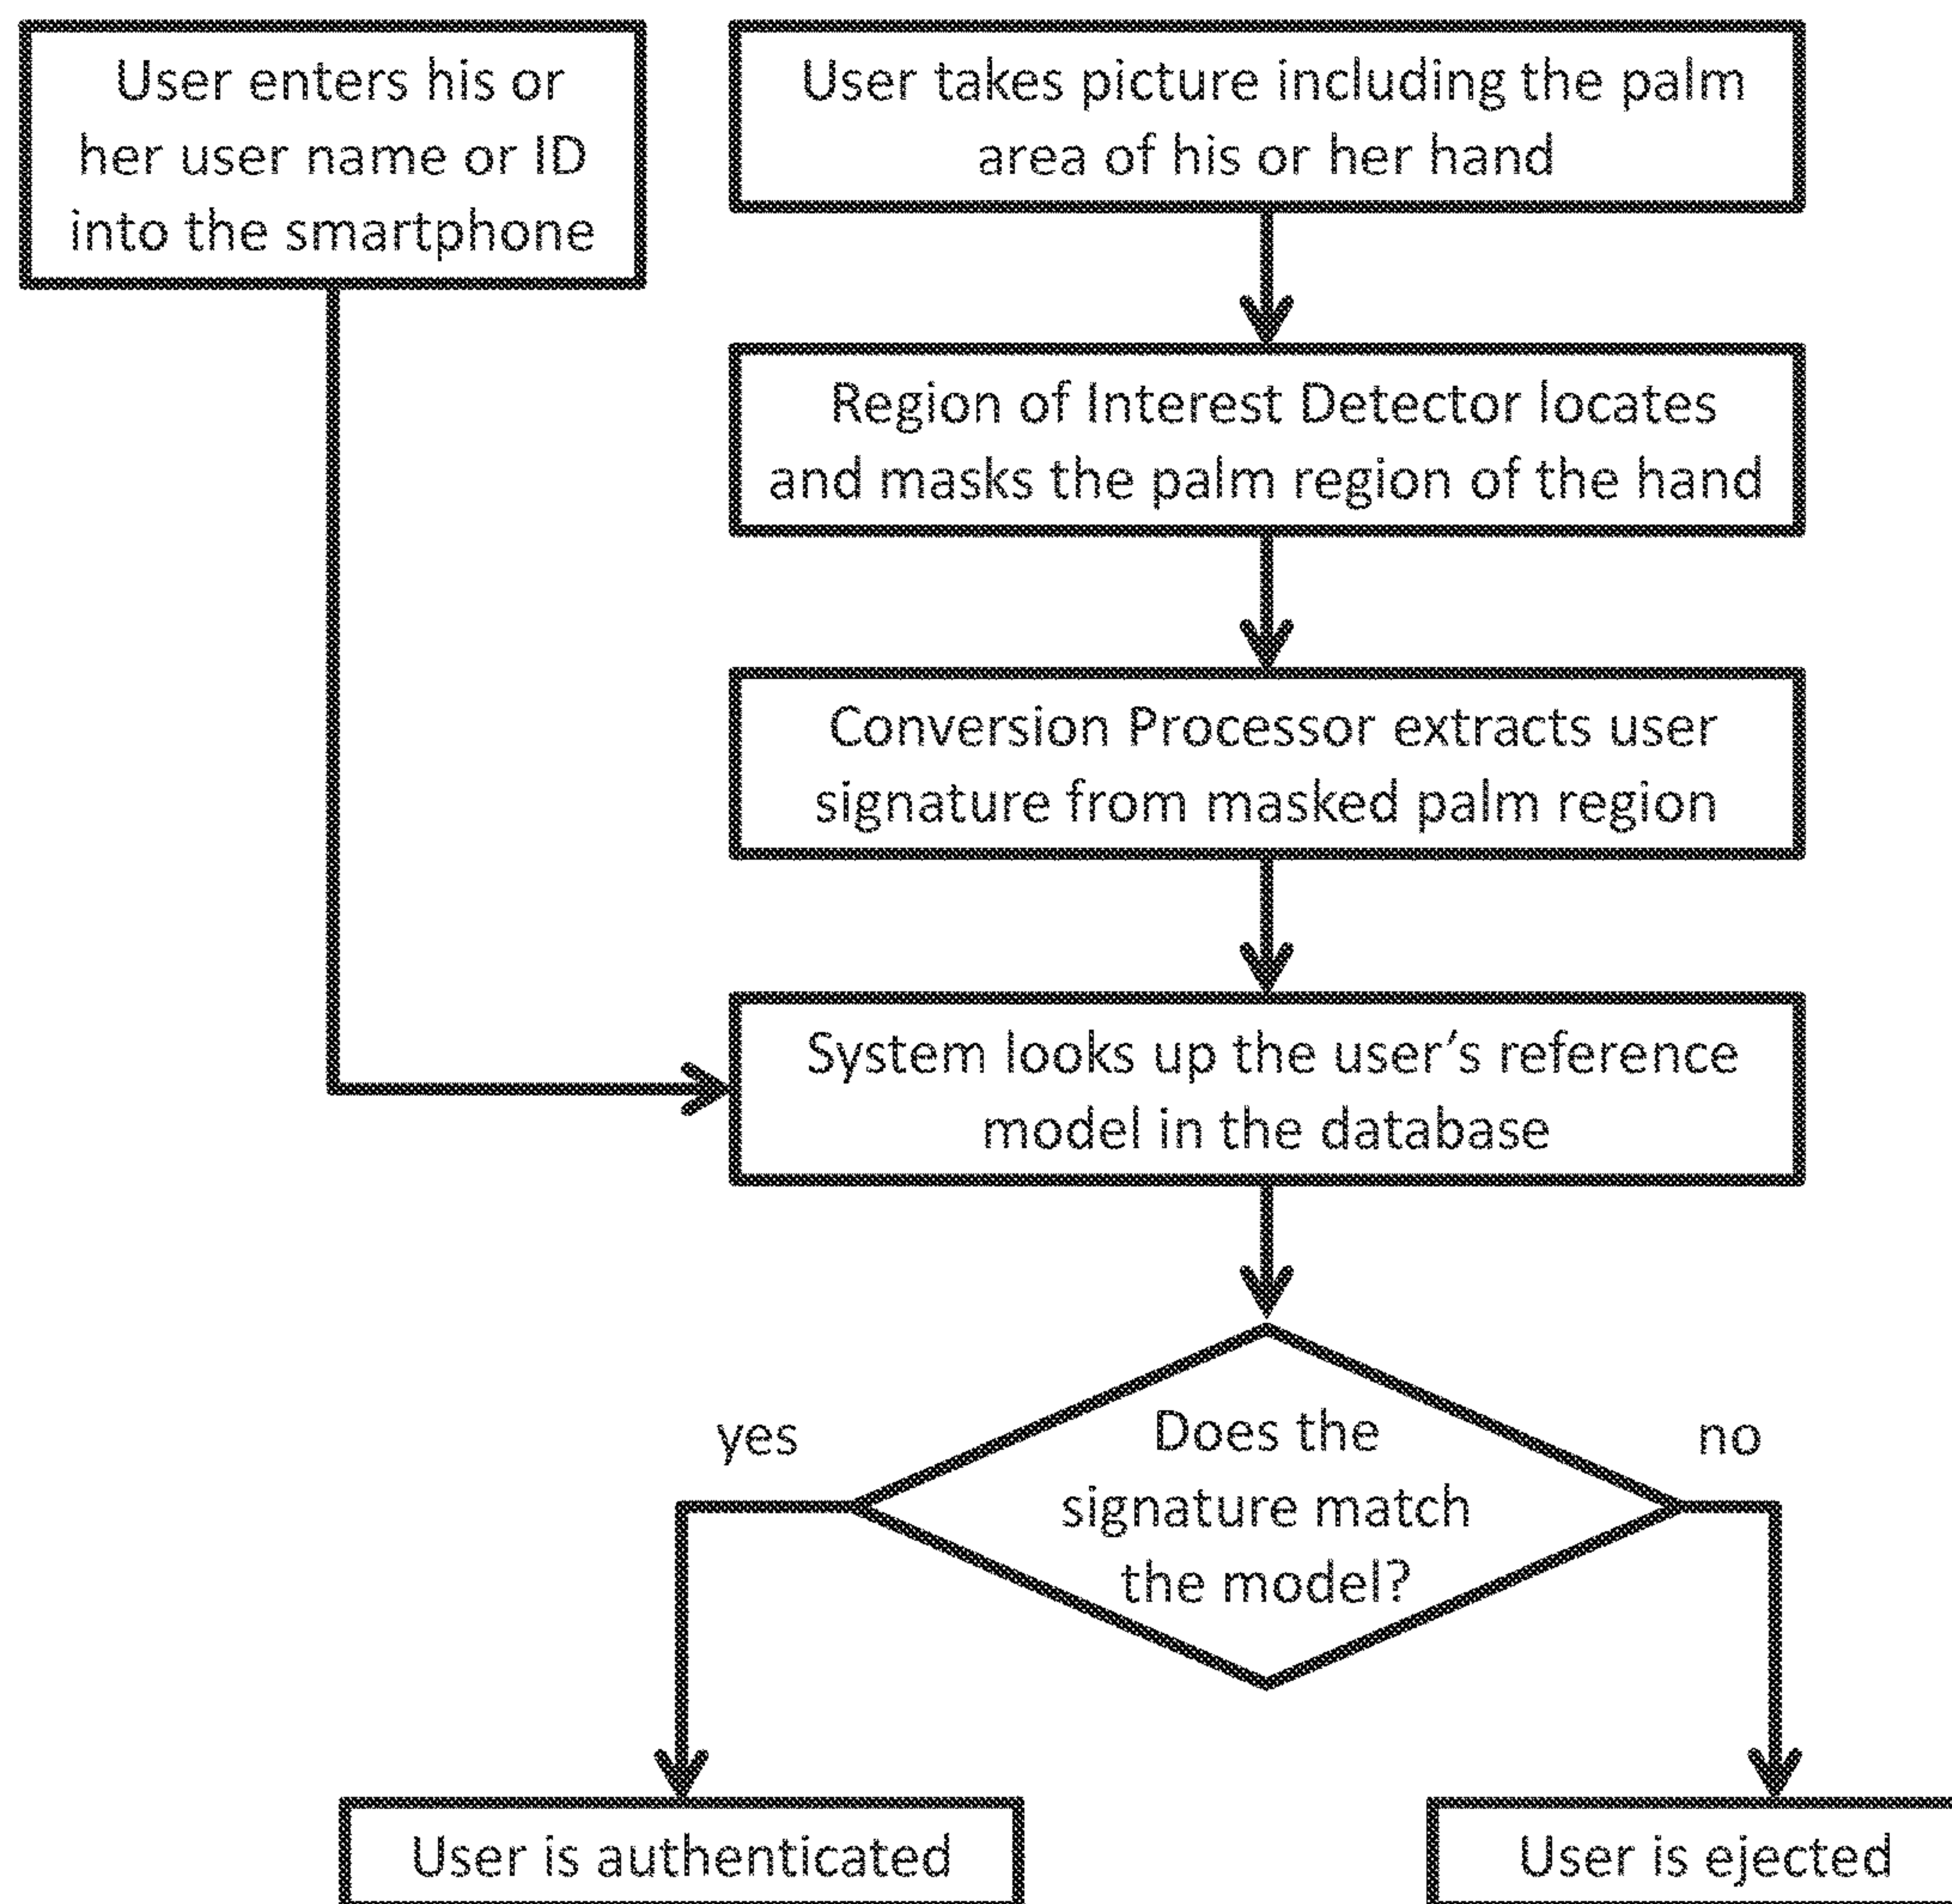 User enters his or
her user name or ID
into the smartphone
User takes picture including the palm
area of his or her hand
Region of Interest Detector locates
and masks the palm region of the hand
Conversion Processor extracts user
signature from masked palm region
System looks up the user's reference
model in the database
Does the
signature match
the model?
yes
no
User is authenticated
User is ejected